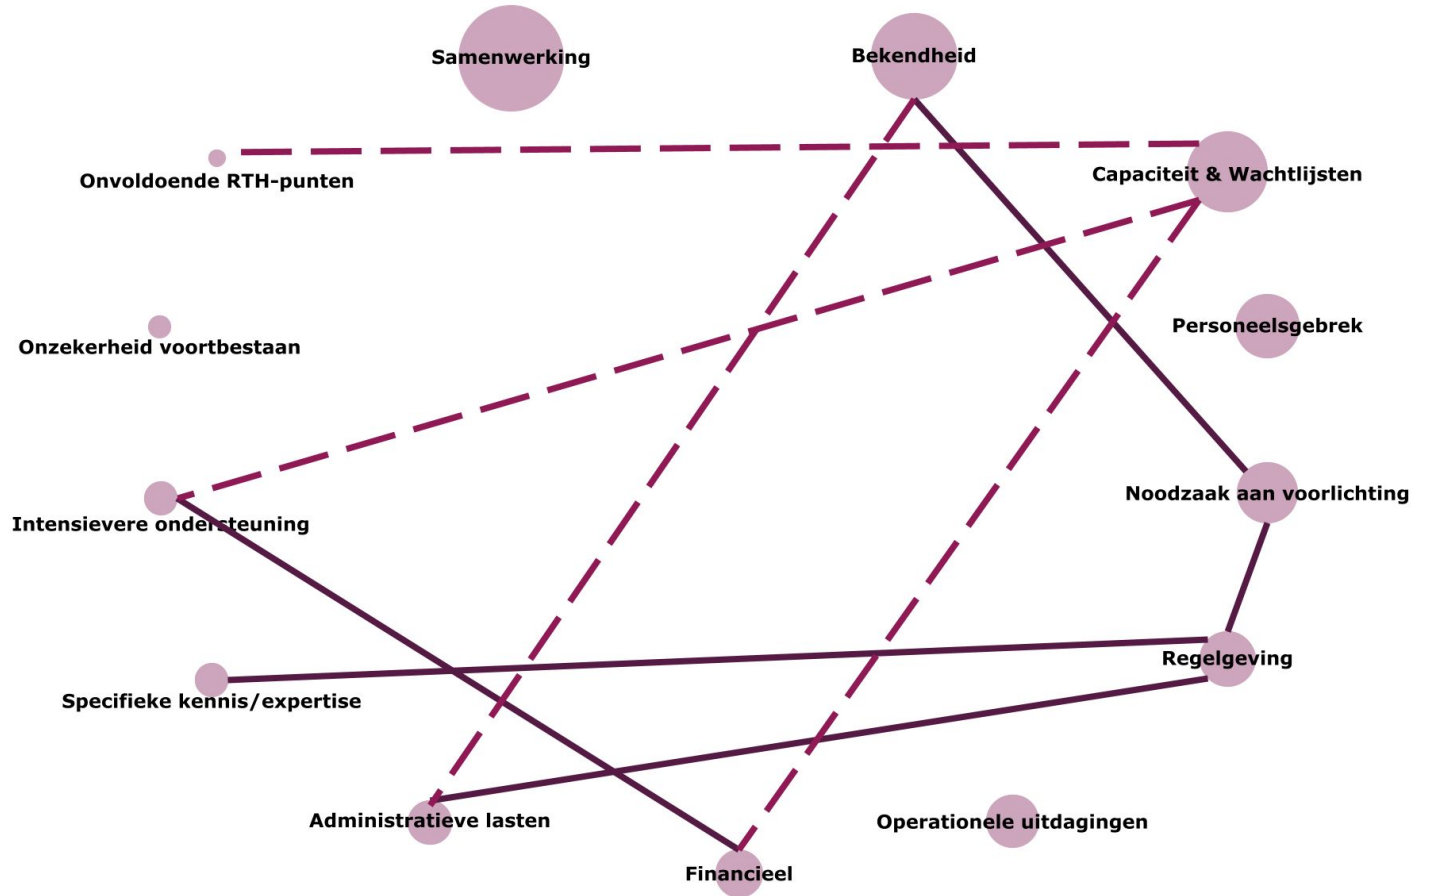 Samenwerking
Bekendheid
Onvoldoende RTH-punten
Capaciteit & Wachtlijsten
Onzekerheid voortbestaan
Personeelsgebrek
Intensievere ondersteuning
Noodzaak aan voorlichting
Specifieke kennis/expertise
Regelgeving
Administratieve lasten
Operationele uitdagingen
Financieel